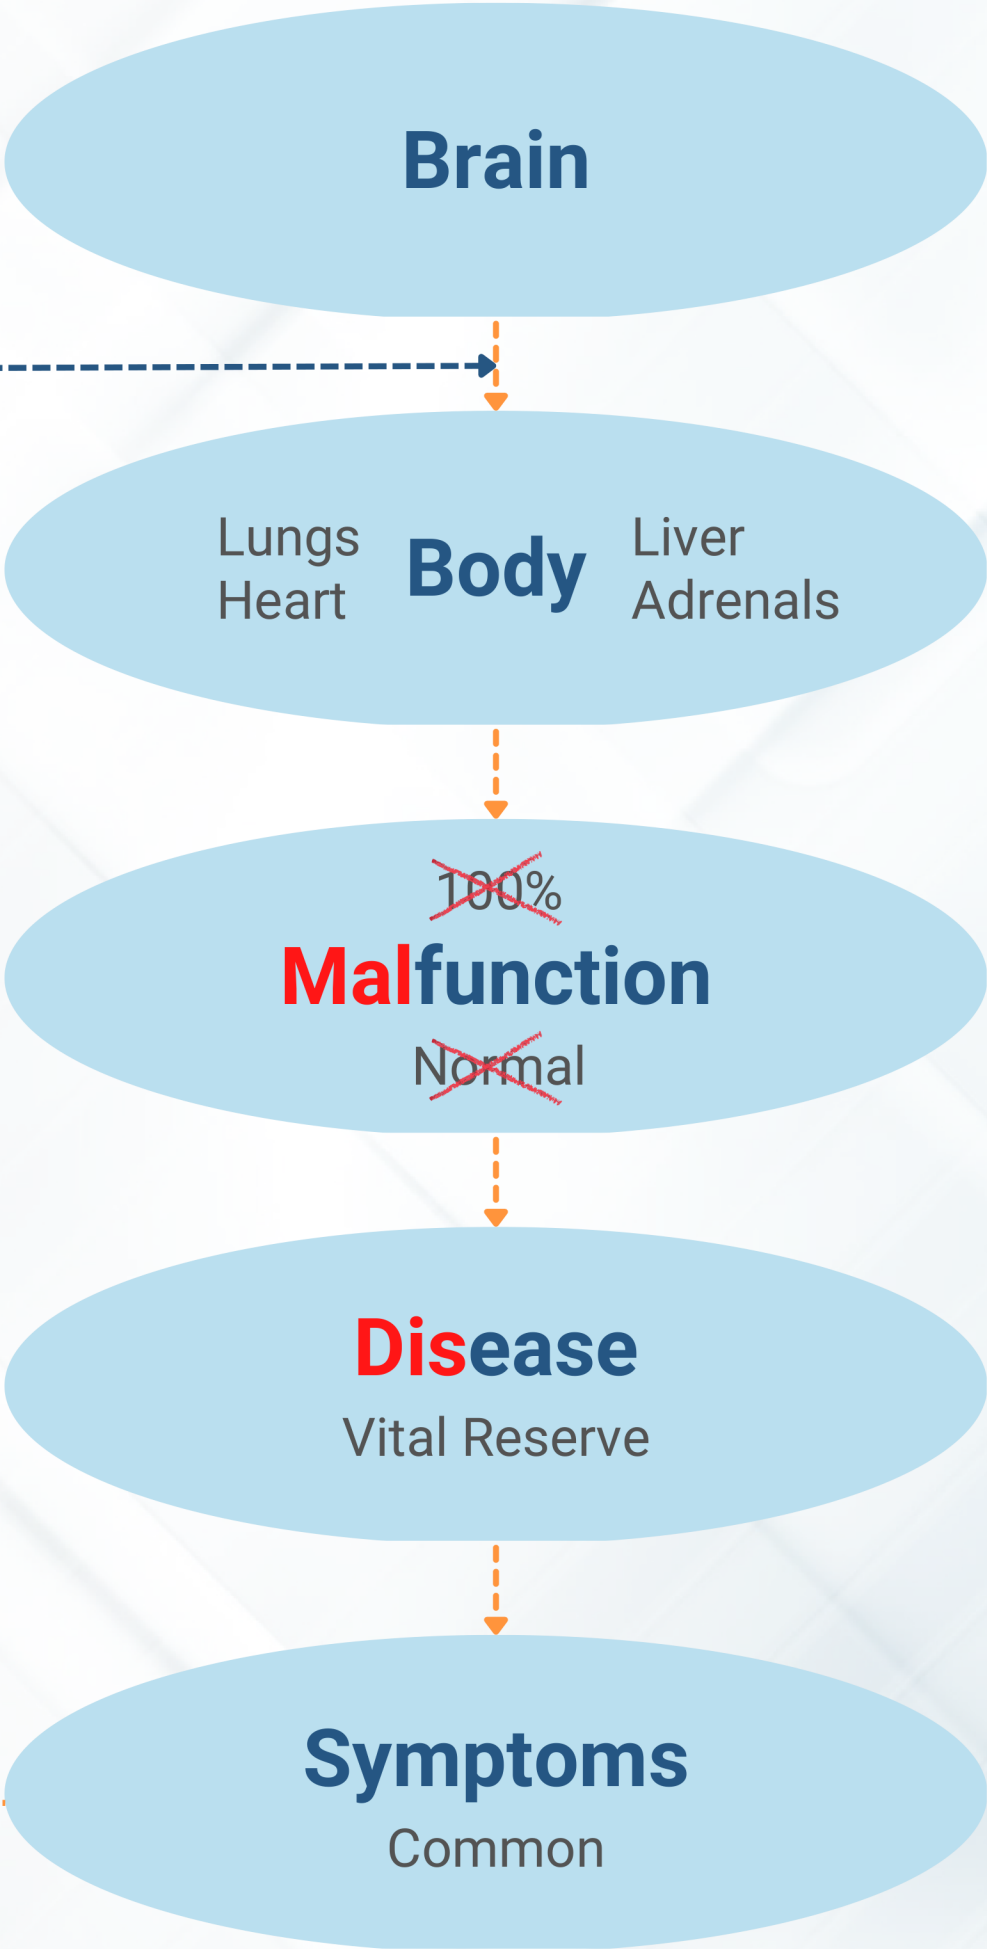 Brain
Lungs
Heart
Body
Liver
Adrenals
100%
Malfunction
Normal
Disease
Vital Reserve
Symptoms
Common